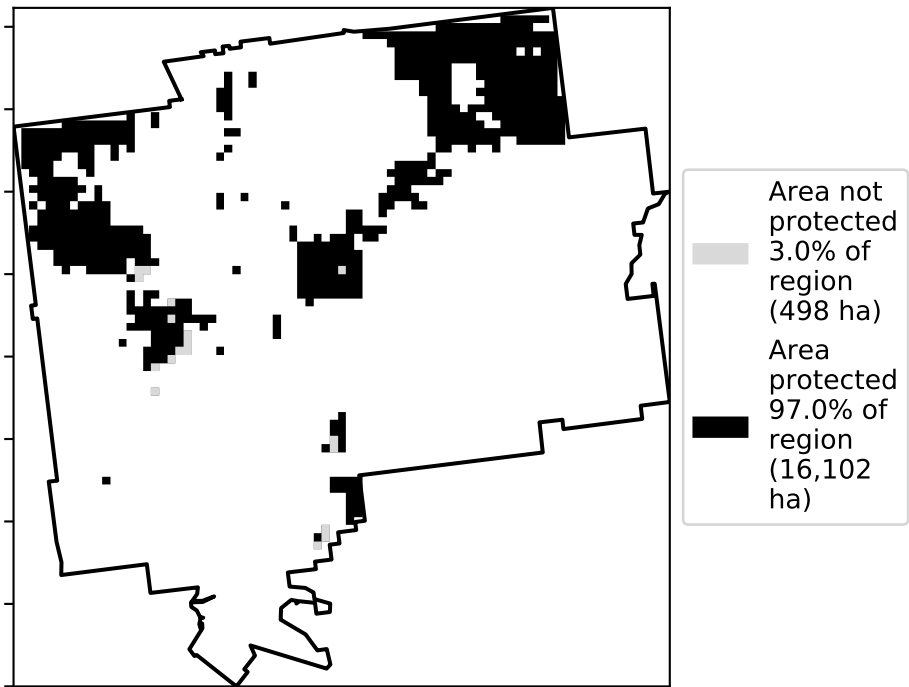 Area not
protected
3.0% of
region
(498 ha)
Area
protected
97.0% of
region
(16,102
ha)